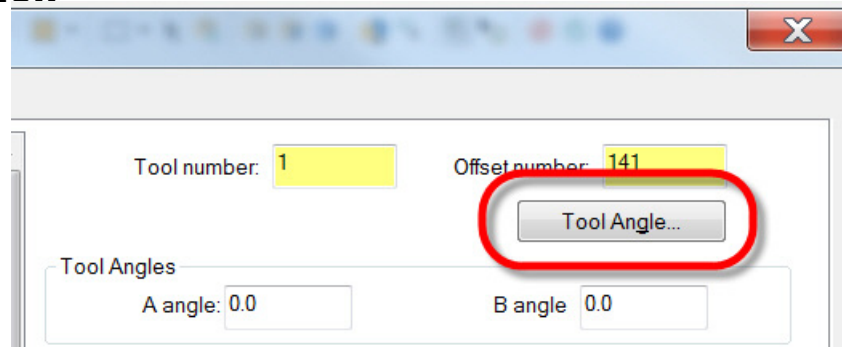 Tool number: 1 Offset number: 141
Tool Angle...
Tool Angles
A angle: 0.0 B angle 0.0